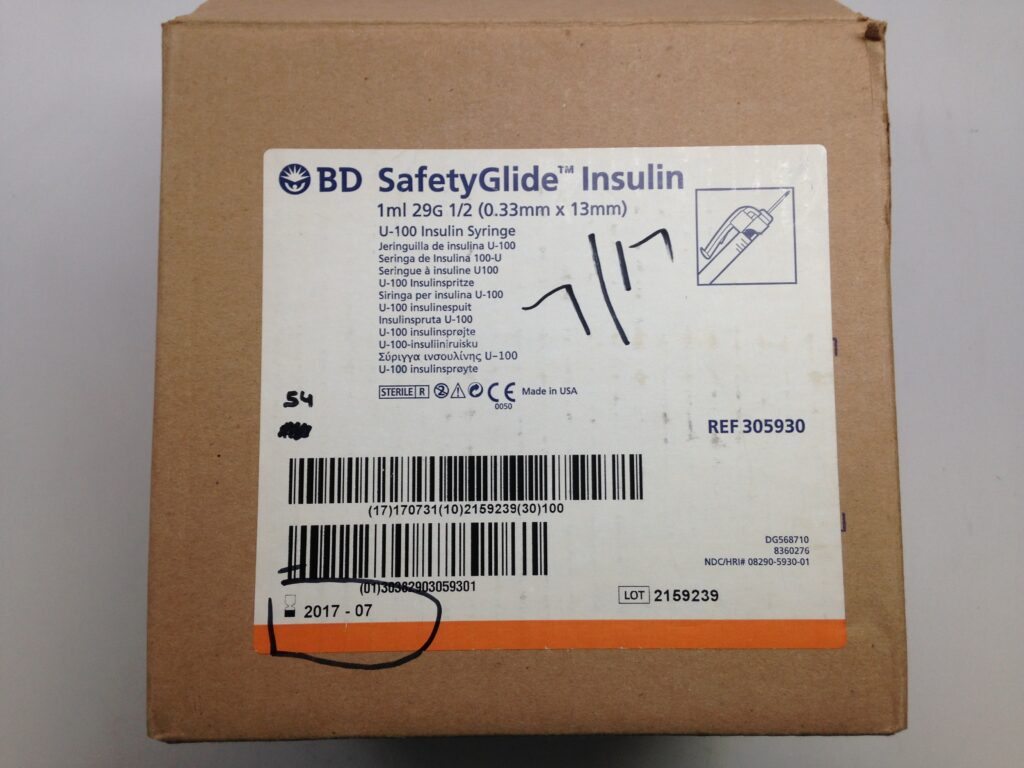 BD SafetyGlide™ Insulin
1ml 29G 1/2 (0.33mm x 13mm)
U-100 Insulin Syringe
Jeringuilla de insulina U-100
Seringa de Insulina 100-U
Seringue à insuline U100
U-100 Insulinspritze
Siringa per insulina U-100
U-100 insulinespuit
Insulinspruta U-100
U-100 insulinsprøjte
U-100-insuliiniruisku
Σύριγγα ινσουλίνης U-100
U-100 insulinsprøyte
7/17
STERILE R CE Made in USA
0050
54
REF 305930
(17)170731(10)2159239(30)100
DG568710
8360276
NDC/HRI# 08290-5930-01
(01)30382903059301
2017 - 07
LOT 2159239